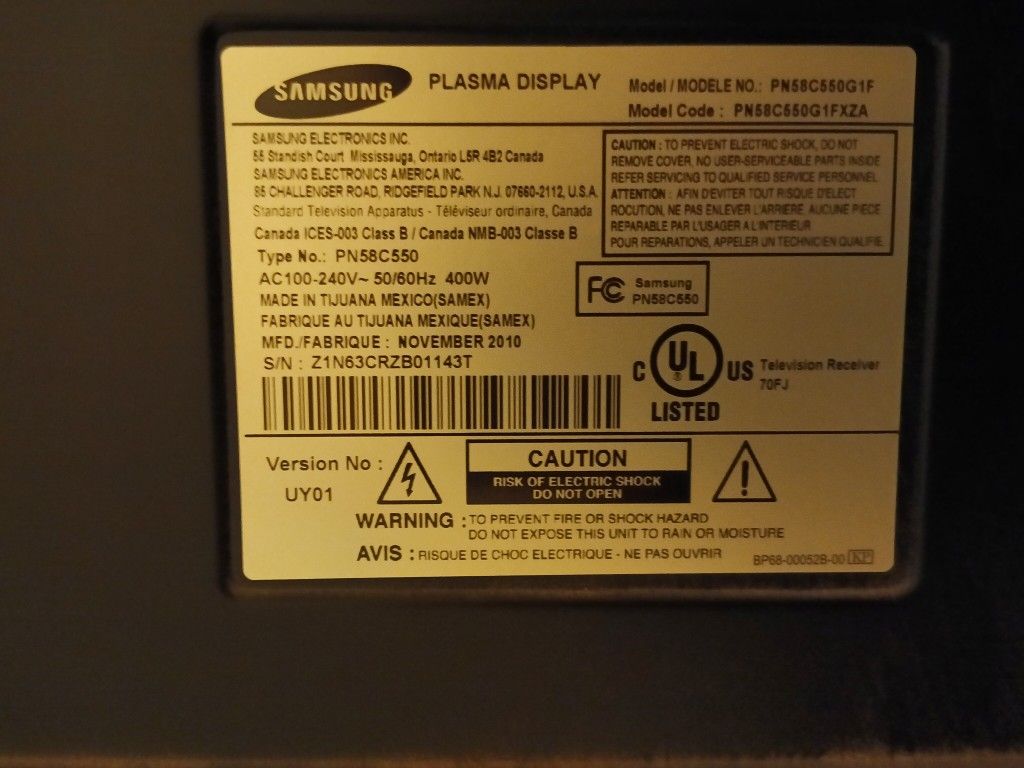 SAMSUNG
PLASMA DISPLAY
Model / MODELE NO.: PN58C550G1F
Model Code : PN58C550G1FXZA
SAMSUNG ELECTRONICS INC.
55 Standish Court Mississauga, Ontario L5R 4B2 Canada
SAMSUNG ELECTRONICS AMERICA INC.
85 CHALLENGER ROAD, RIDGEFIELD PARK N.J. 07660-2112, U.S.A.
Standard Television Apparatus - Téléviseur ordinaire, Canada
Canada ICES-003 Class B / Canada NMB-003 Classe B
Type No.: PN58C550
AC100-240V~ 50/60Hz 400W
MADE IN TIJUANA MEXICO(SAMEX)
FABRIQUE AU TIJUANA MEXIQUE(SAMEX)
MFD./FABRIQUE : NOVEMBER 2010
S/N : Z1N63CRZB01143T
CAUTION : TO PREVENT ELECTRIC SHOCK, DO NOT
REMOVE COVER, NO USER-SERVICEABLE PARTS INSIDE
REFER SERVICING TO QUALIFIED SERVICE PERSONNEL
ATTENTION : AFIN D'EVITER TOUT RISQUE D'ELECT
ROCUTION, NE PAS ENLEVER L'ARRIERE, AUCUNE PIECE
REPARABLE PAR L'USAGER A L'INTERIEUR
POUR REPARATIONS, APPELER UN TECHNICIEN QUALIFIE.
FC Samsung
PN58C550
C UL US
®
LISTED
Television Receiver
70FJ
Version No :
UY01
CAUTION
RISK OF ELECTRIC SHOCK
DO NOT OPEN
WARNING : TO PREVENT FIRE OR SHOCK HAZARD
DO NOT EXPOSE THIS UNIT TO RAIN OR MOISTURE
AVIS : RISQUE DE CHOC ELECTRIQUE - NE PAS OUVRIR
BP68-00052B-00 KP